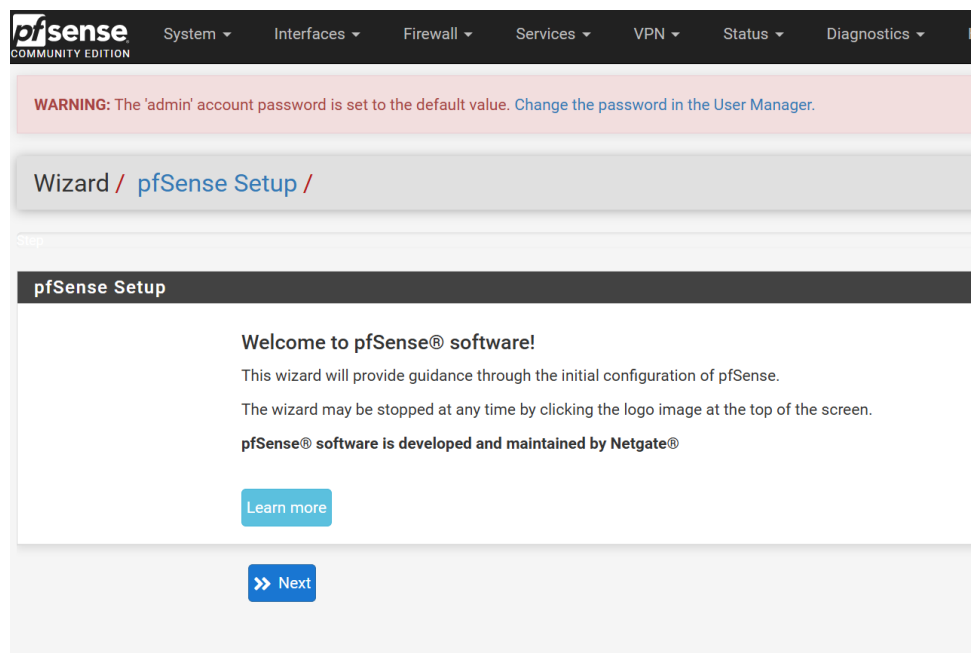 pfsense
COMMUNITY EDITION
System Interfaces Firewall Services VPN Status Diagnostics
WARNING: The 'admin' account password is set to the default value. Change the password in the User Manager.
Wizard / pfSense Setup /
Step
pfSense Setup
Welcome to pfSense® software!
This wizard will provide guidance through the initial configuration of pfSense.
The wizard may be stopped at any time by clicking the logo image at the top of the screen.
pfSense® software is developed and maintained by Netgate®
Learn more
Next